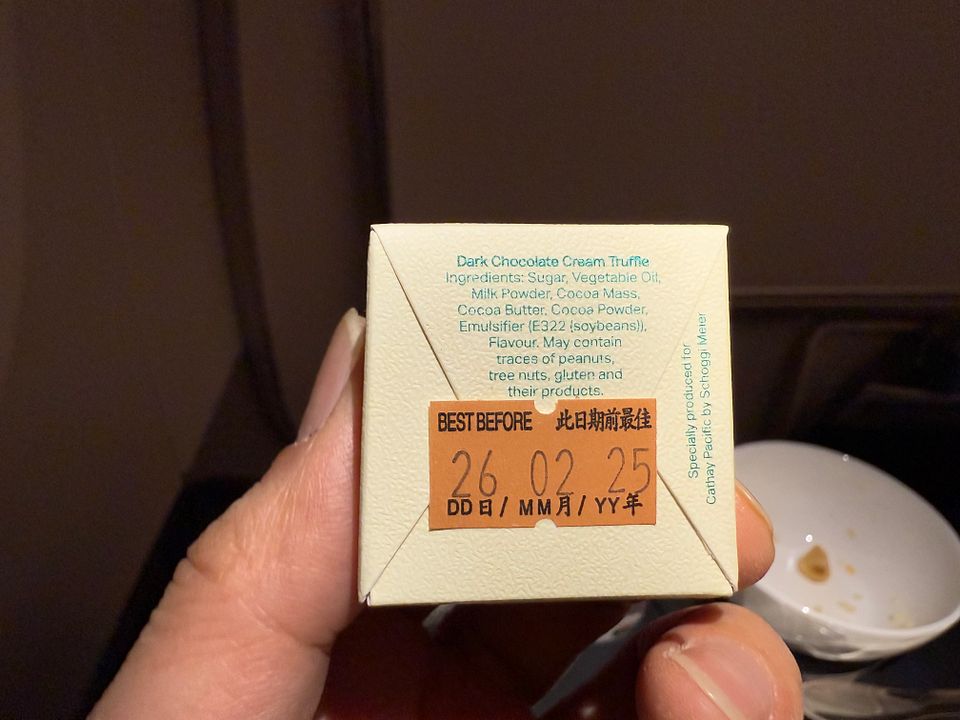 Dark Chocolate Cream Truffle
Ingredients: Sugar, Vegetable Oil,
Milk Powder, Cocoa Mass,
Cocoa Butter, Cocoa Powder,
Emulsifier (E322 (soybeans)),
Flavour. May contain
traces of peanuts,
tree nuts, gluten and
their products.
BEST BEFORE 此日期前最佳
26 02 25
DD日/ MM月/ YY年
Specially produced for
Cathay Pacific by Schoggi Meier